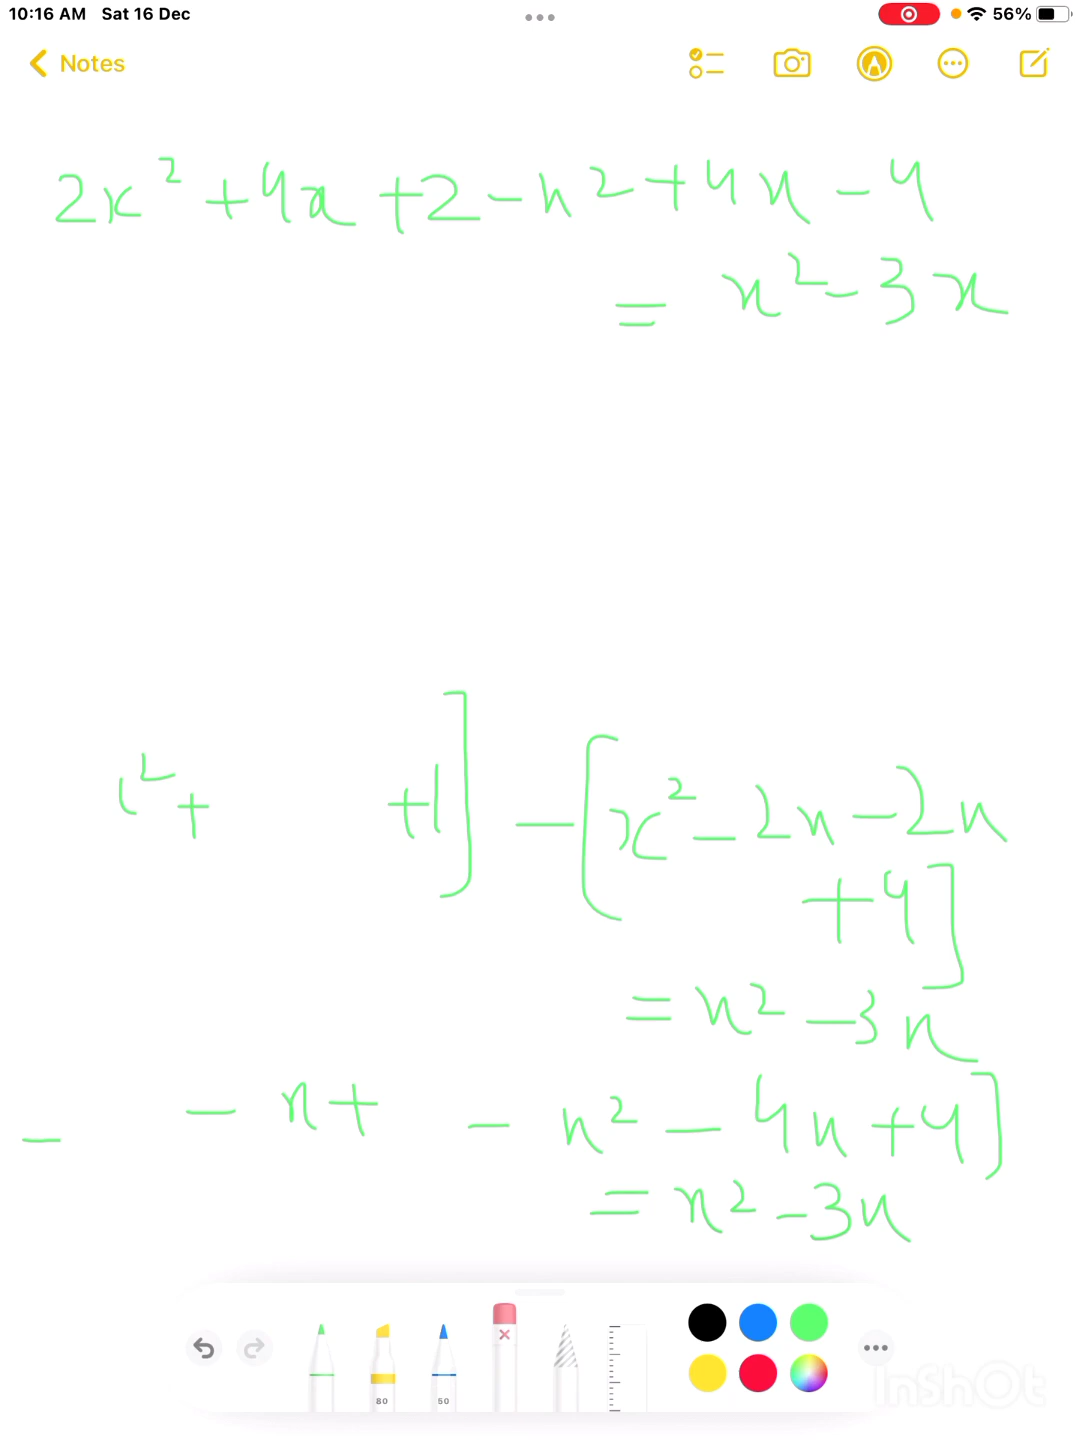 10:16 AM Sat 16 Dec
56%
Notes
2x² + 4x + 2 - x² + 4x - 4
= x² - 3x
² + +1] - [x² - 2x - 2x
+4]
= x² - 3x
- - x + - x² - 4x + 4]
= x² - 3x
80 50
InShOt